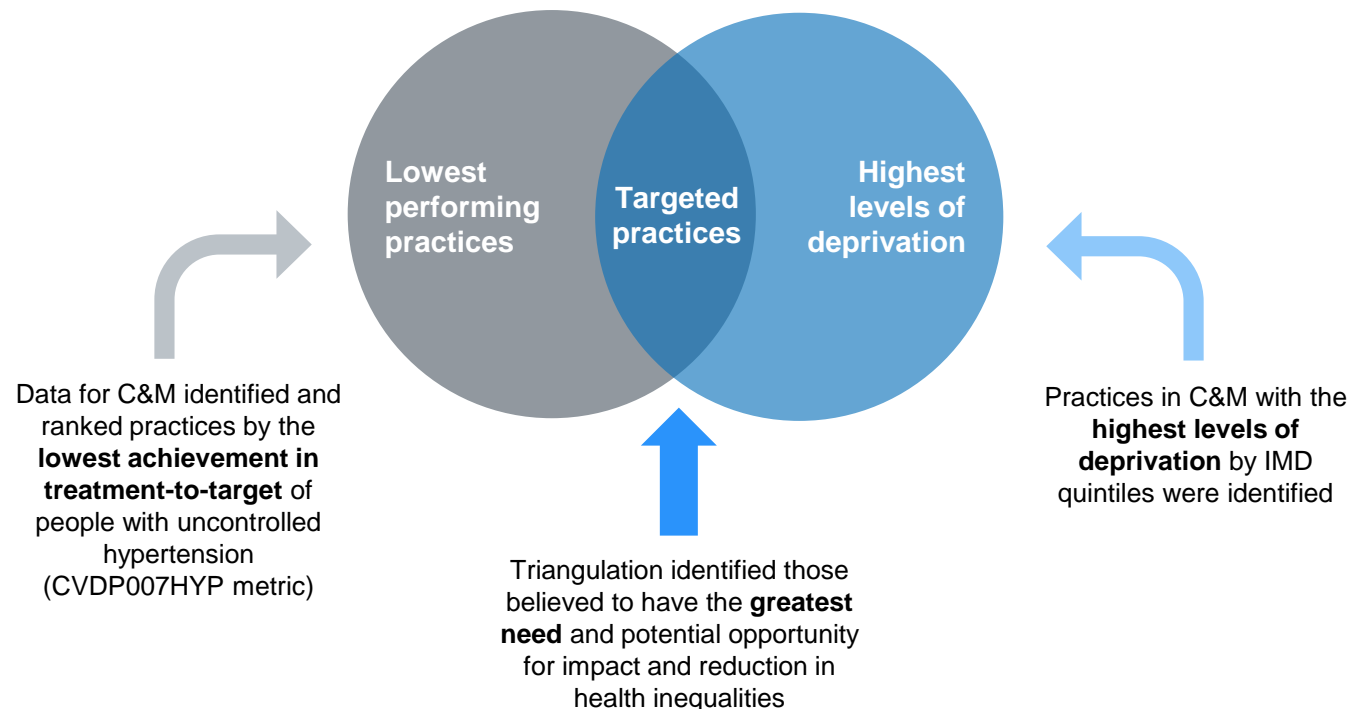 Lowest
performing
practices
Targeted
practices
Highest
levels of
deprivation
Data for C&M identified and
ranked practices by the
lowest achievement in
treatment-to-target of
people with uncontrolled
hypertension
(CVDP007HYP metric)
Triangulation identified those
believed to have the greatest
need and potential opportunity
for impact and reduction in
health inequalities
Practices in C&M with the
highest levels of
deprivation by IMD
quintiles were identified